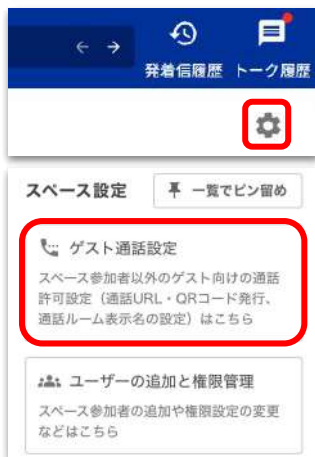 発着信履歴 トーク履歴
スペース設定 一覧でピン留め
ゲスト通話設定
スペース参加者以外のゲスト向けの通話
許可設定（通話URL・QRコード発行、
通話ルーム表示名の設定）はこちら
ユーザーの追加と権限管理
スペース参加者の追加や権限設定の変更
などはこちら